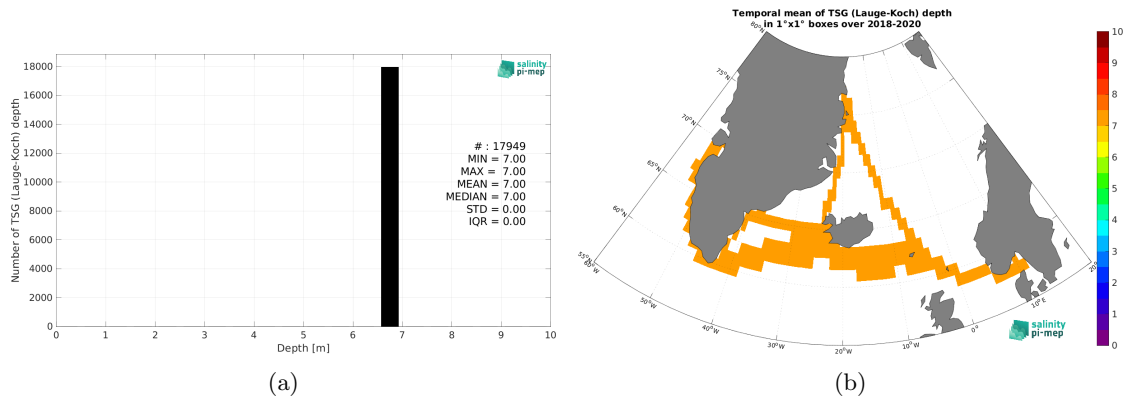 18000
16000
14000
12000
10000
8000
6000
4000
2000
0
Number of TSG (Lauge-Koch) depth
salinity
pi-mep
# : 17949
MIN = 7.00
MAX = 7.00
MEAN = 7.00
MEDIAN = 7.00
STD = 0.00
IQR = 0.00
0 1 2 3 4 5 6 7 8 9 10
Depth [m]
(a)
Temporal mean of TSG (Lauge-Koch) depth
in 1°x1° boxes over 2018-2020
80°N
75°N
70°N
65°N
60°N
55°N
60°W
50°W
40°W
30°W
20°W
10°W
0°
10°E
20°
salinity
pi-mep
10
9
8
7
6
5
4
3
2
1
0
(b)